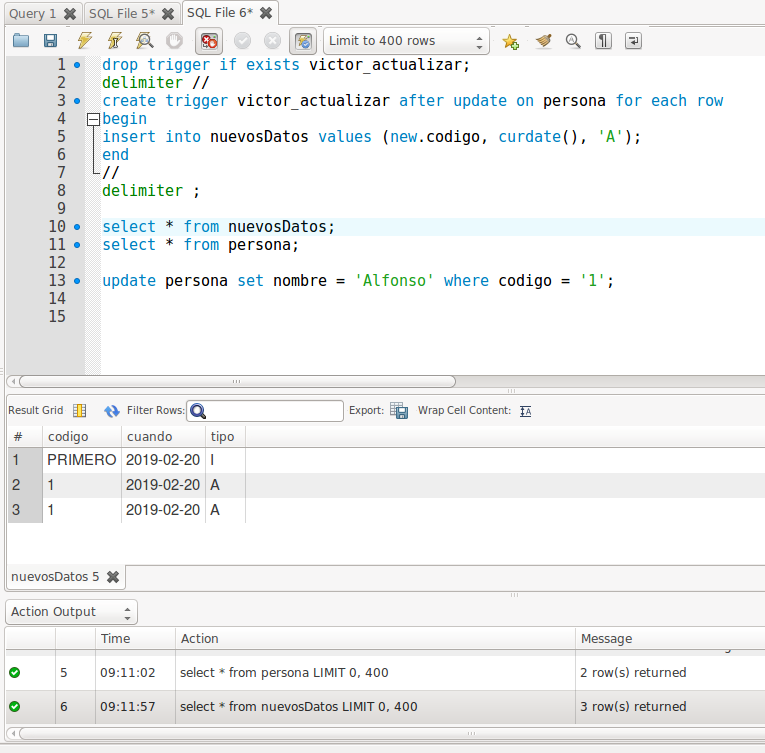 Query 1 SQL File 5* SQL File 6*
Limit to 400 rows
1 drop trigger if exists victor_actualizar;
2 delimiter //
3 create trigger victor_actualizar after update on persona for each row
4 begin
5 insert into nuevosDatos values (new.codigo, curdate(), 'A');
6 end
7 //
8 delimiter ;
9
10 select * from nuevosDatos;
11 select * from persona;
12
13 update persona set nombre = 'Alfonso' where codigo = '1';
14
15
Result Grid Filter Rows: Export: Wrap Cell Content: IA
# codigo cuando tipo
1 PRIMERO 2019-02-20 I
2 1 2019-02-20 A
3 1 2019-02-20 A
nuevosDatos 5
Action Output
Time Action Message
5 09:11:02 select * from persona LIMIT 0, 400 2 row(s) returned
6 09:11:57 select * from nuevosDatos LIMIT 0, 400 3 row(s) returned